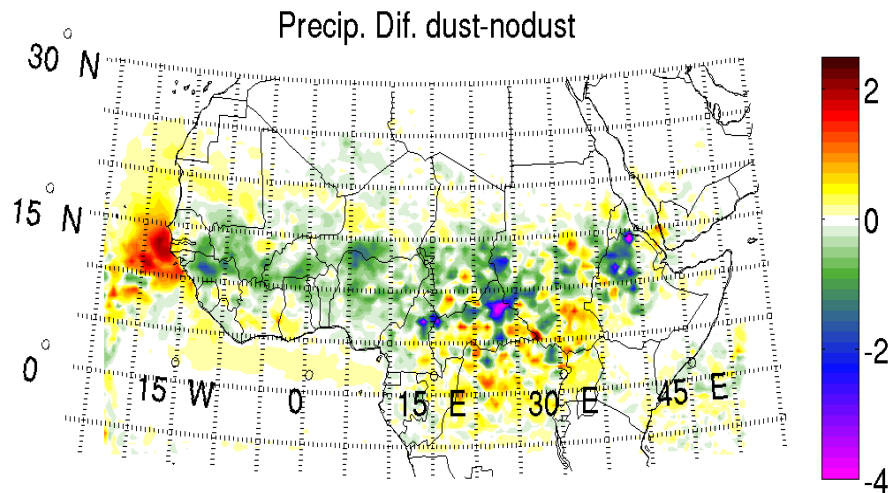 Precip. Dif. dust-nodust
30° N
15° N
0°
15° W
0°
15° E
30° E
45° E
2
0
-2
-4